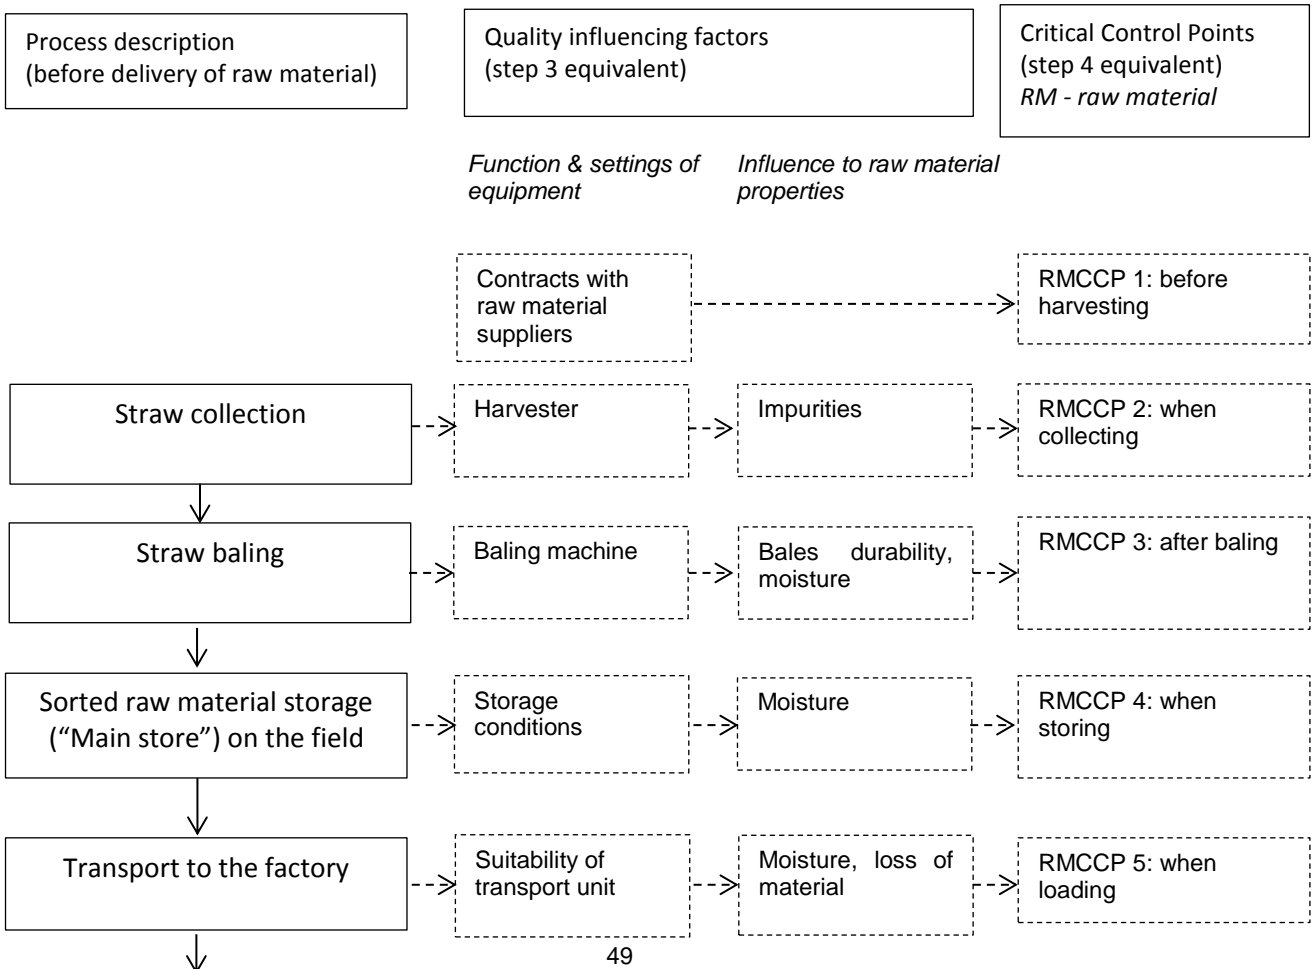 Process description
(before delivery of raw material)
Quality influencing factors
(step 3 equivalent)
Critical Control Points
(step 4 equivalent)
RM - raw material
Function & settings of
equipment
Influence to raw material
properties
Contracts with
raw material
suppliers
RMCCP 1: before
harvesting
Straw collection
Harvester
Impurities
RMCCP 2: when
collecting
Straw baling
Baling machine
Bales durability,
moisture
RMCCP 3: after baling
Sorted raw material storage
(“Main store”) on the field
Storage
conditions
Moisture
RMCCP 4: when
storing
Transport to the factory
Suitability of
transport unit
Moisture, loss of
material
RMCCP 5: when
loading
49